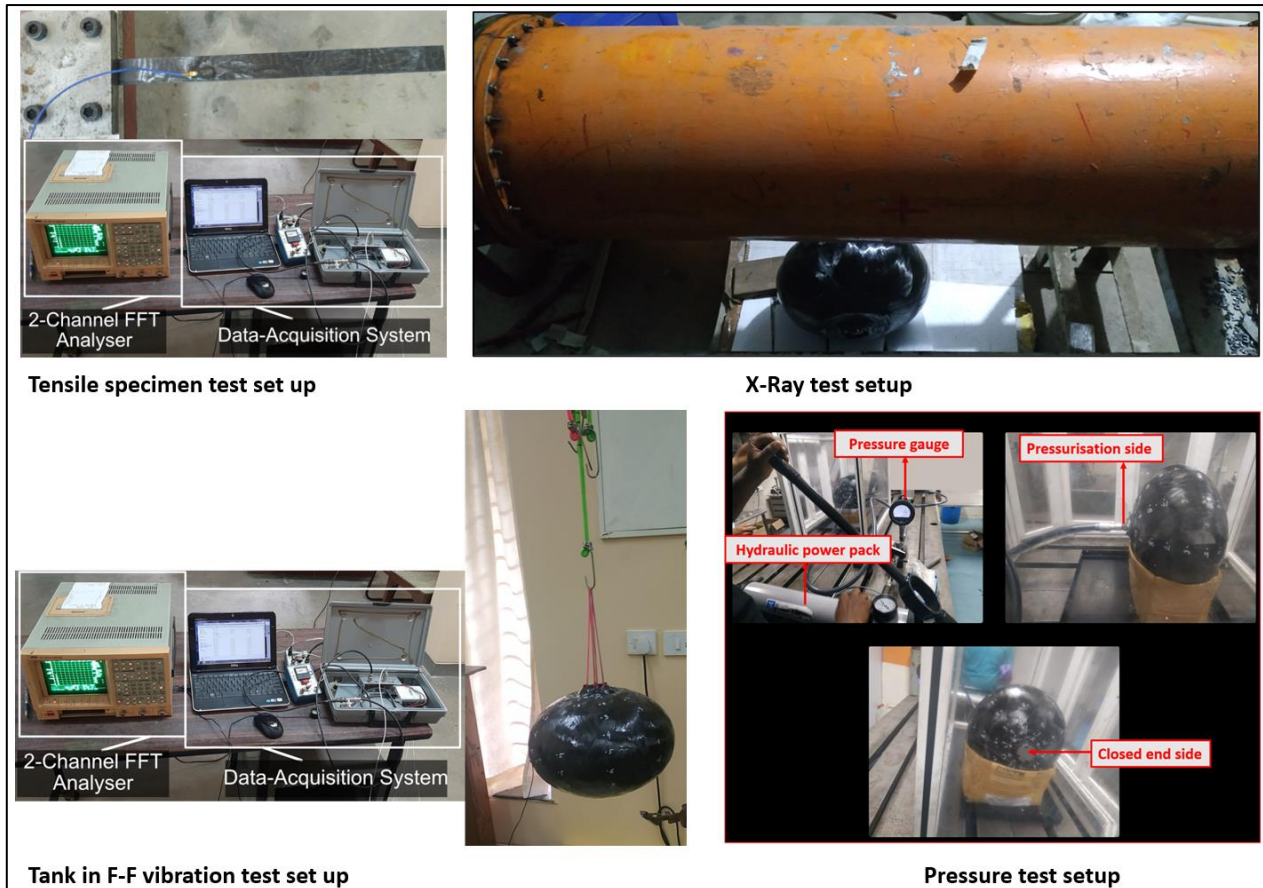 2-Channel FFT
Analyser
Data-Acquisition System
Tensile specimen test set up
X-Ray test setup
Pressure gauge
Pressurisation side
Hydraulic power pack
Closed end side
2-Channel FFT
Analyser
Data-Acquisition System
Tank in F-F vibration test set up
Pressure test setup